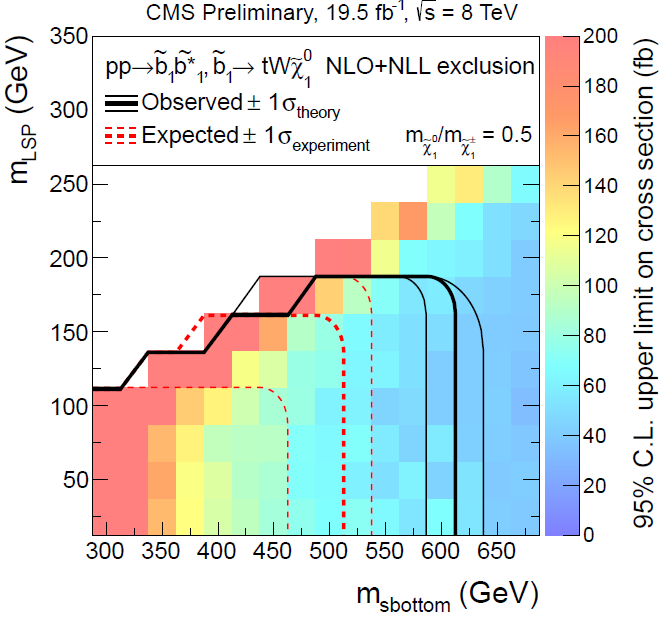 CMS Preliminary, 19.5 fb⁻¹, √s = 8 TeV
pp→b̃₁b̃*₁, b̃₁→ tWχ̃⁰₁ NLO+NLL exclusion
Observed ± 1σtheory
Expected ± 1σexperiment
mχ̃⁰₁/mχ̃±₁ = 0.5
mLSP (GeV)
350
300
250
200
150
100
50
300 350 400 450 500 550 600 650
msbottom (GeV)
200
180
160
140
120
100
80
60
40
20
0
95% C.L. upper limit on cross section (fb)